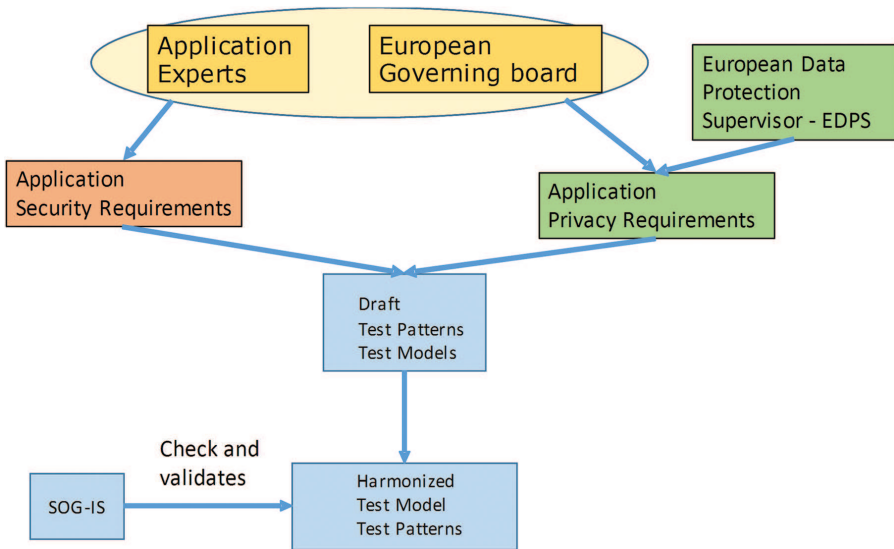 Application
Experts
European
Governing board
European Data
Protection
Supervisor - EDPS
Application
Security Requirements
Application
Privacy Requirements
Draft
Test Patterns
Test Models
Check and
validates
SOG-IS
Harmonized
Test Model
Test Patterns